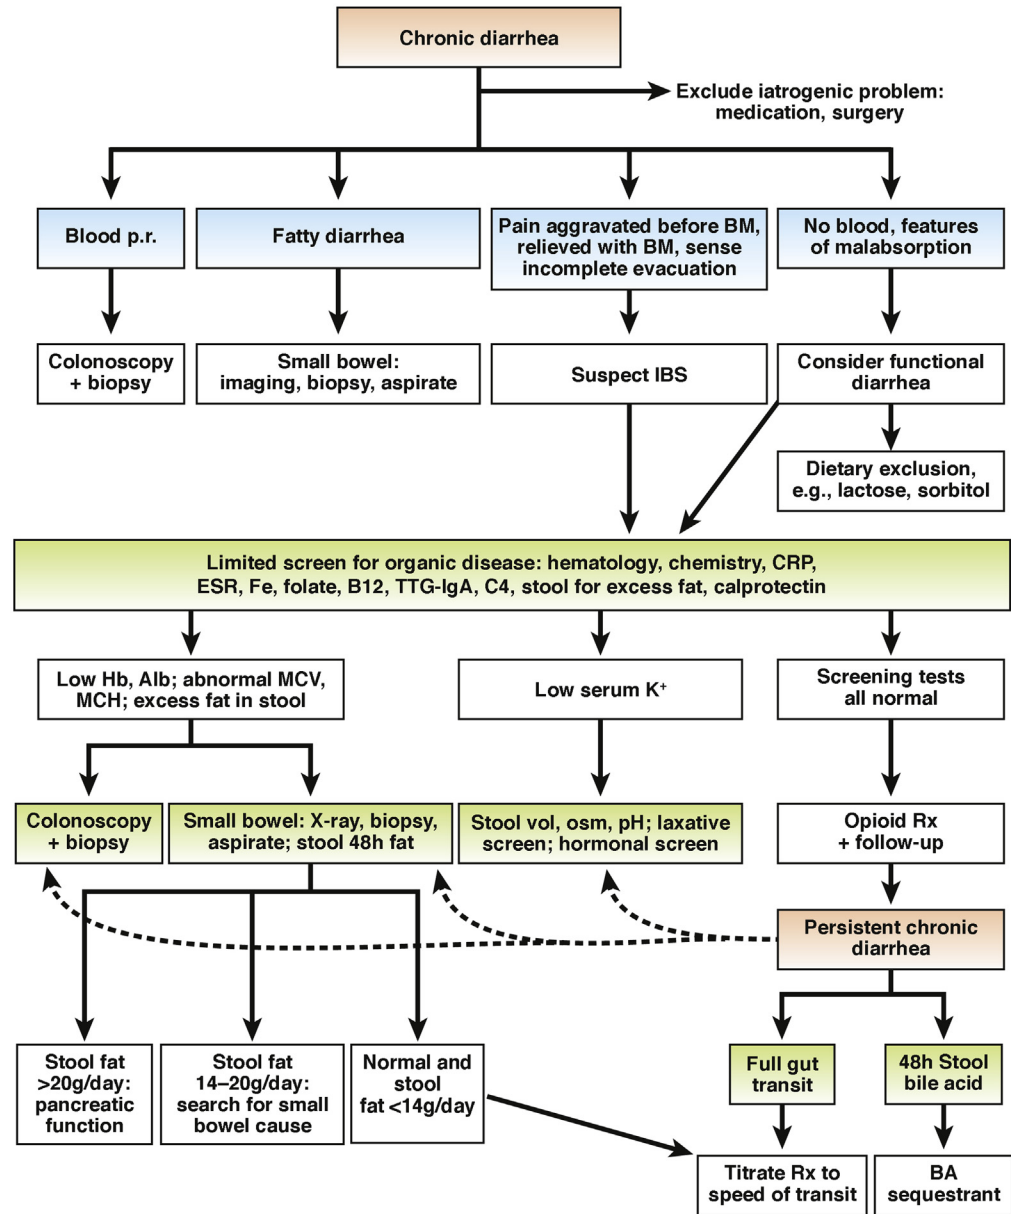 Chronic diarrhea
Exclude iatrogenic problem:
medication, surgery
Blood p.r.
Fatty diarrhea
Pain aggravated before BM,
relieved with BM, sense
incomplete evacuation
No blood, features
of malabsorption
Colonoscopy
+ biopsy
Small bowel:
imaging, biopsy, aspirate
Suspect IBS
Consider functional
diarrhea
Dietary exclusion,
e.g., lactose, sorbitol
Limited screen for organic disease: hematology, chemistry, CRP,
ESR, Fe, folate, B12, TTG-IgA, C4, stool for excess fat, calprotectin
Low Hb, Alb; abnormal MCV,
MCH; excess fat in stool
Low serum K⁺
Screening tests
all normal
Colonoscopy
+ biopsy
Small bowel: X-ray, biopsy,
aspirate; stool 48h fat
Stool vol, osm, pH; laxative
screen; hormonal screen
Opioid Rx
+ follow-up
Persistent chronic
diarrhea
Stool fat
>20g/day:
pancreatic
function
Stool fat
14–20g/day:
search for small
bowel cause
Normal and
stool
fat <14g/day
Full gut
transit
48h Stool
bile acid
Titrate Rx to
speed of transit
BA
sequestrant